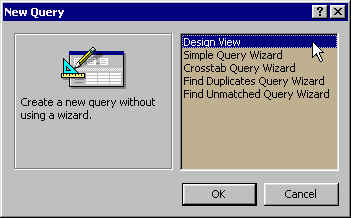 New Query
Design View
Simple Query Wizard
Crosstab Query Wizard
Find Duplicates Query Wizard
Find Unmatched Query Wizard
Create a new query without
using a wizard.
OK
Cancel